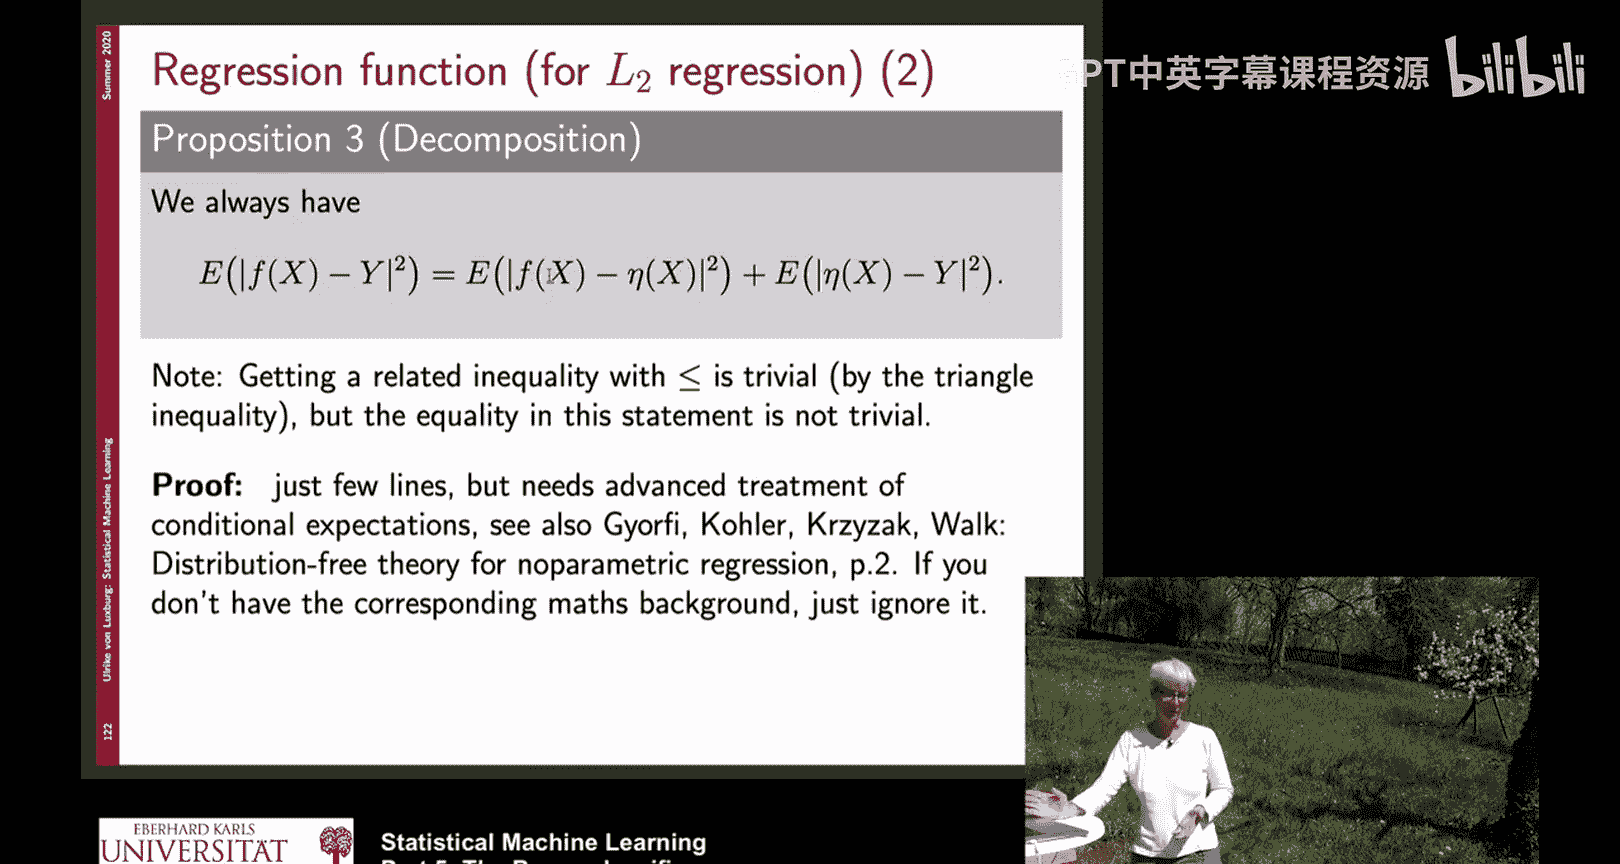 Summer 2020
Regression function (for L₂ regression) (2)
PT中英字幕课程资源 bilibili
Proposition 3 (Decomposition)
We always have
E(|f(X) − Y|²) = E(|f(X) − η(X)|²) + E(|η(X) − Y|²).
Note: Getting a related inequality with ≤ is trivial (by the triangle
inequality), but the equality in this statement is not trivial.
Proof: just few lines, but needs advanced treatment of
conditional expectations, see also Gyorfi, Kohler, Krzyzak, Walk:
Distribution-free theory for noparametric regression, p.2. If you
don't have the corresponding maths background, just ignore it.
Ulrike von Luxburg: Statistical Machine Learning
122
EBERHARD KARLS
UNIVERSITÄT
Statistical Machine Learning